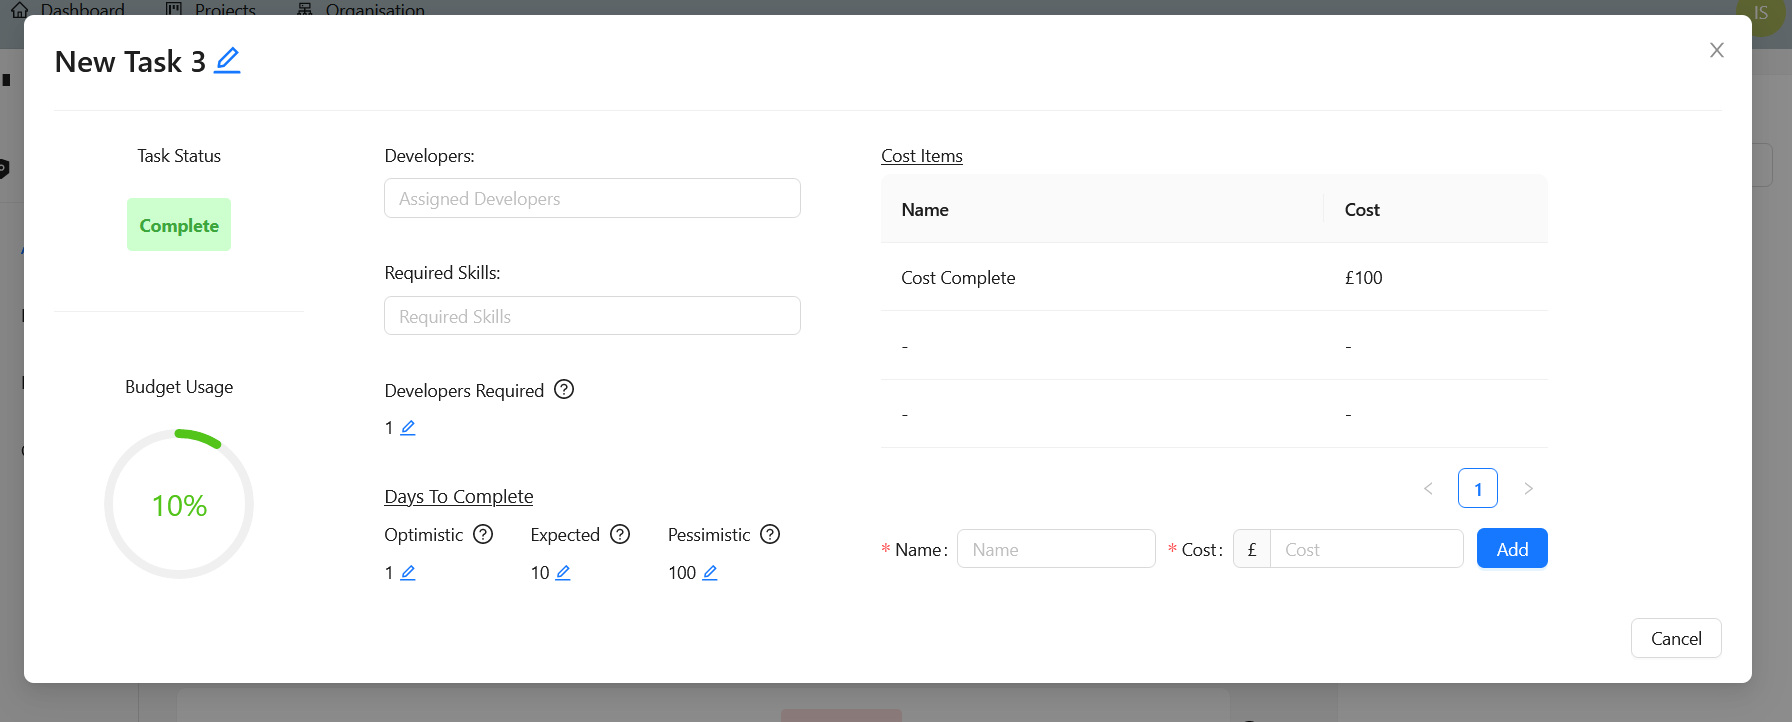 Dashboard Projects Organisation
IS
New Task 3
Task Status
Complete
Budget Usage
10%
Developers:
Assigned Developers
Required Skills:
Required Skills
Developers Required ?
1
Days To Complete
Optimistic ? Expected ? Pessimistic ?
1 10 100
Cost Items
Name Cost
Cost Complete £100
- -
- -
< 1 >
* Name: Name * Cost: £ Cost Add
Cancel